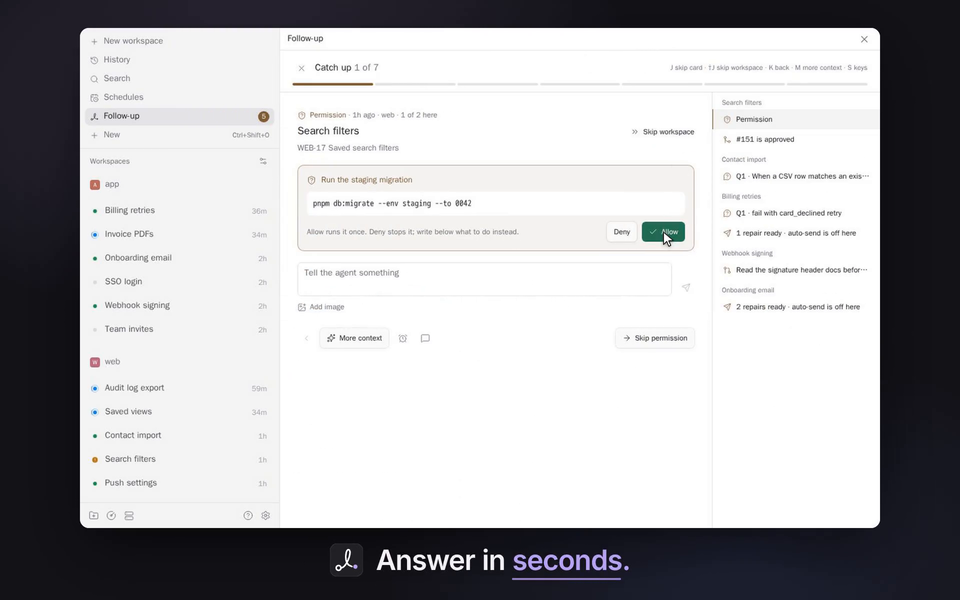 New workspace
History
Search
Schedules
Follow-up 5
New Ctrl+Shift+O
Workspaces
A app
Billing retries 36m
Invoice PDFs 34m
Onboarding email 2h
SSO login 2h
Webhook signing 2h
Team invites 2h
W web
Audit log export 59m
Saved views 34m
Contact import 1h
Search filters 1h
Push settings 1h
Follow-up
Catch up 1 of 7
J skip card · ⇧J skip workspace · K back · M more context · S keys
Permission · 1h ago · web · 1 of 2 here
Search filters
Skip workspace
WEB-17 Saved search filters
Run the staging migration
pnpm db:migrate --env staging --to 0042
Allow runs it once. Deny stops it; write below what to do instead.
Deny
Allow
Tell the agent something
Add image
More context
Skip permission
Search filters
Permission
#151 is approved
Contact import
Q1 · When a CSV row matches an exis···
Billing retries
Q1 · fail with card_declined retry
1 repair ready · auto-send is off here
Webhook signing
Read the signature header docs befor···
Onboarding email
2 repairs ready · auto-send is off here
Answer in seconds.